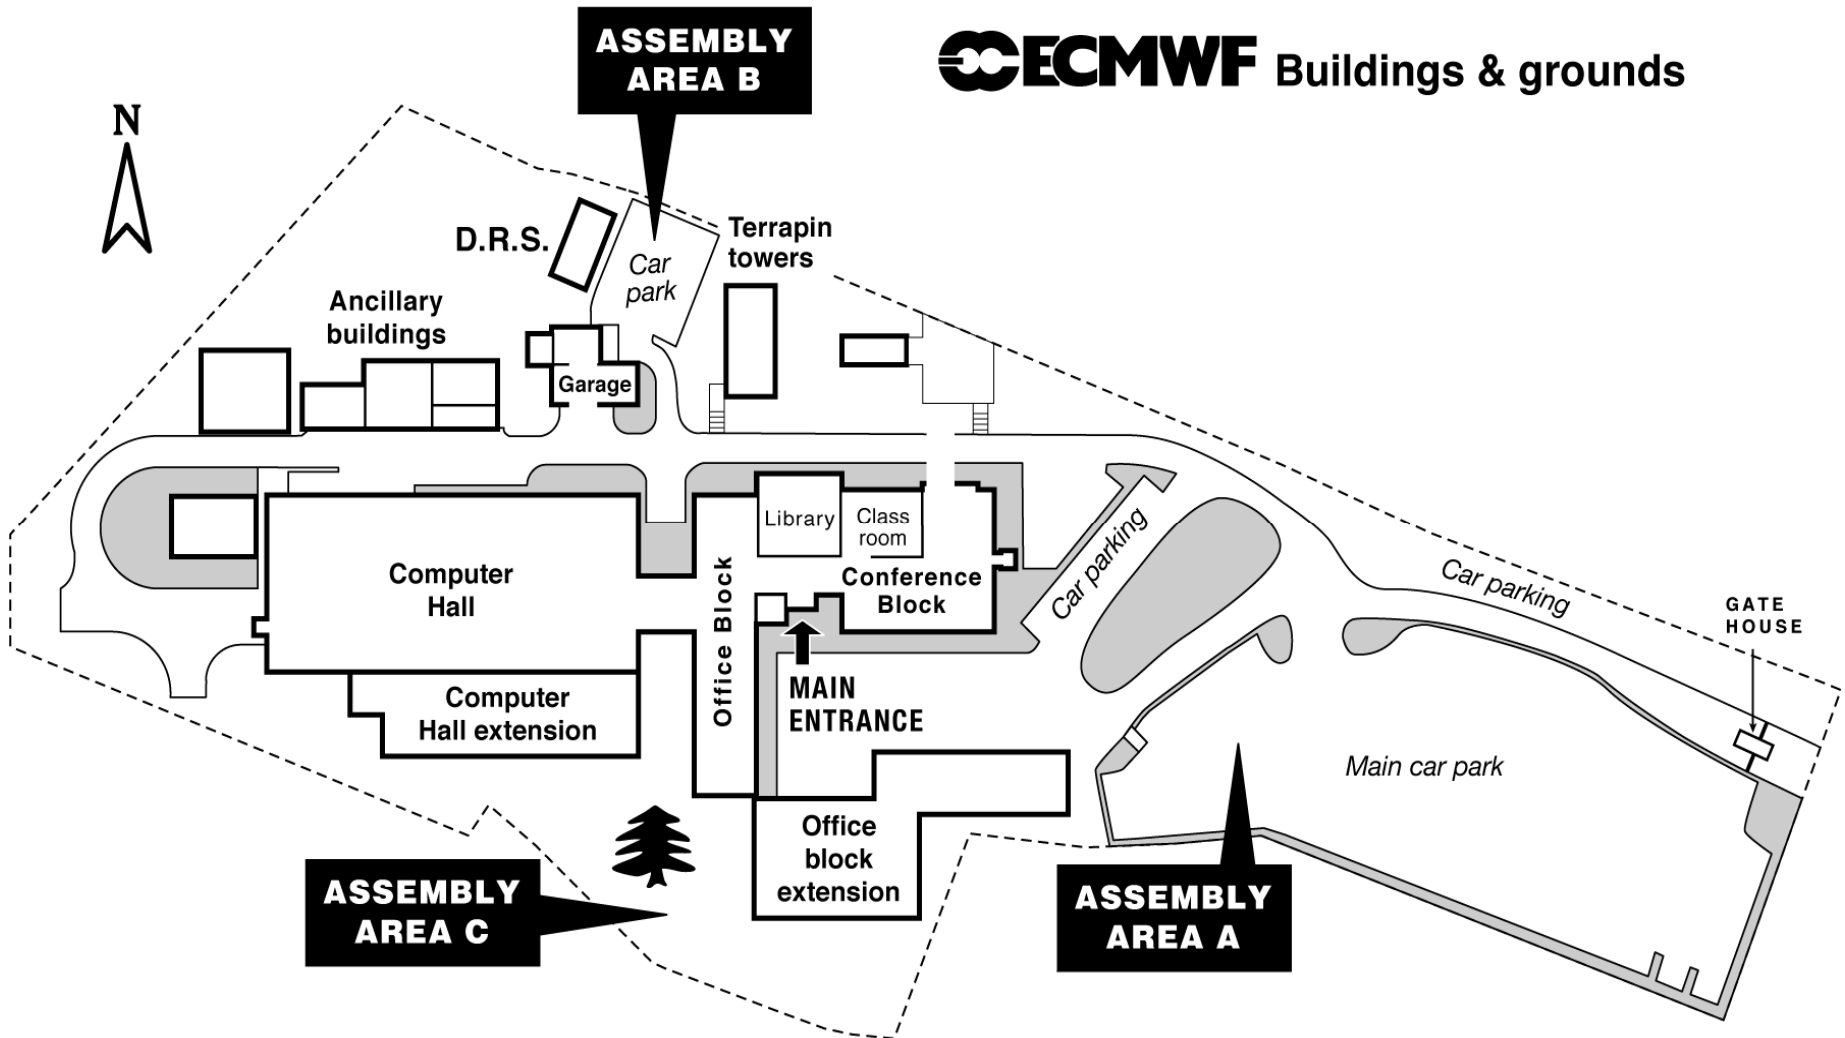 ASSEMBLY
AREA B
ECMWF Buildings & grounds
N
D.R.S.
Car
park
Terrapin
towers
Ancillary
buildings
Garage
Library
Class
room
Computer
Hall
Office Block
Conference
Block
Car parking
Car parking
GATE
HOUSE
Computer
Hall extension
MAIN
ENTRANCE
Main car park
Office
block
extension
ASSEMBLY
AREA C
ASSEMBLY
AREA A